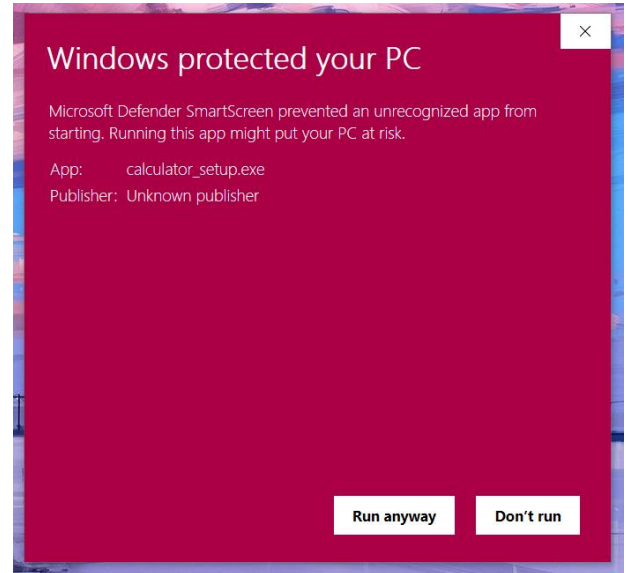 Windows protected your PC
Microsoft Defender SmartScreen prevented an unrecognized app from
starting. Running this app might put your PC at risk.
App: calculator_setup.exe
Publisher: Unknown publisher
Run anyway Don’t run